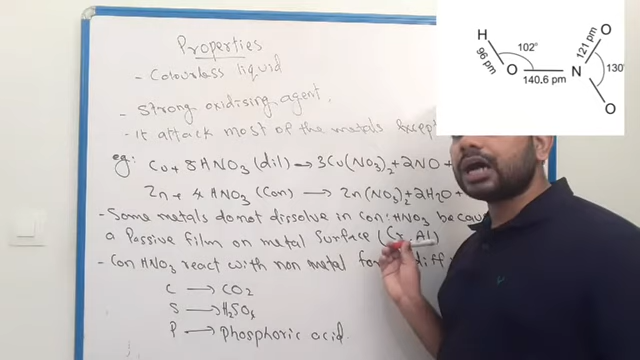 Properties
- Colourless liquid
- Strong oxidising agent.
- It attack most of the metals except
eg: Cu + 8HNO3 (dil) → 3Cu(NO3)2 + 2NO +
Zn + 4HNO3 (Con) → Zn(NO3)2 + 2H2O +
- Some metals do not dissolve in Con: HNO3
a Passive film on metal surface (Cr, Al)
- Con HNO3 react with non metal
C → CO2
S → H2SO4
P → phosphoric acid.
H
102°
96 pm
O
140.6 pm
N
121 pm
O
130°
O